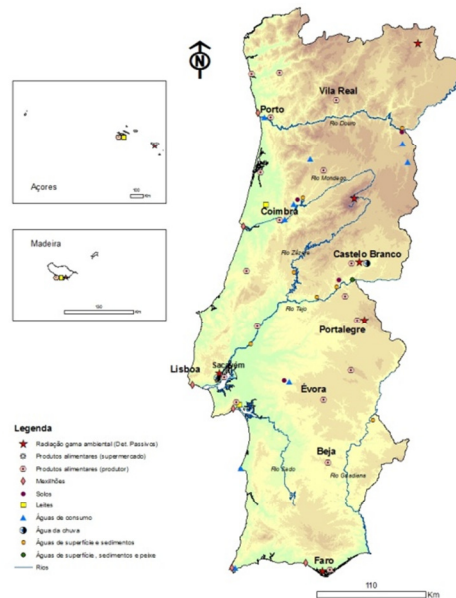 N
Vila Real
Porto
Rio Douro
Açores
100
Km
Rio Mondego
Coimbra
Madeira
Rio Zêzere
Castelo Branco
Rio Tejo
Portalegre
Lisboa
Sacavém
Évora
Beja
Rio Sado
Rio Guadiana
Faro
110
Km
Legenda
Radiação gama ambiental (Det. Passivos)
Produtos alimentares (supermercado)
Produtos alimentares (produtor)
Mexilhões
Solos
Leites
Águas de consumo
Água da chuva
Águas de superfície e sedimentos
Águas de superfície, sedimentos e peixe
Rios